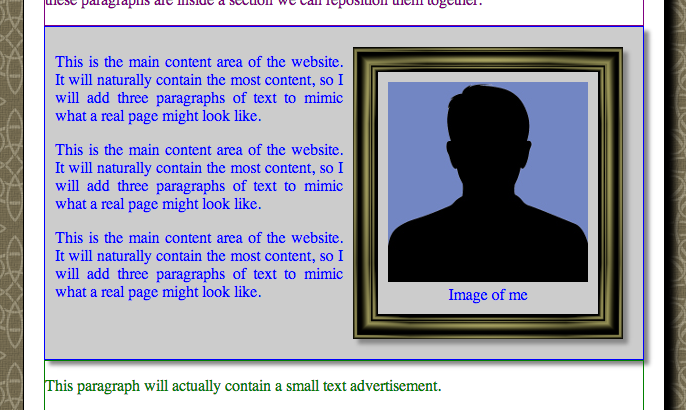 these paragraphs are inside a section we can reposition them together.
This is the main content area of the website.
It will naturally contain the most content, so I
will add three paragraphs of text to mimic
what a real page might look like.
This is the main content area of the website.
It will naturally contain the most content, so I
will add three paragraphs of text to mimic
what a real page might look like.
This is the main content area of the website.
It will naturally contain the most content, so I
will add three paragraphs of text to mimic
what a real page might look like.
Image of me
This paragraph will actually contain a small text advertisement.